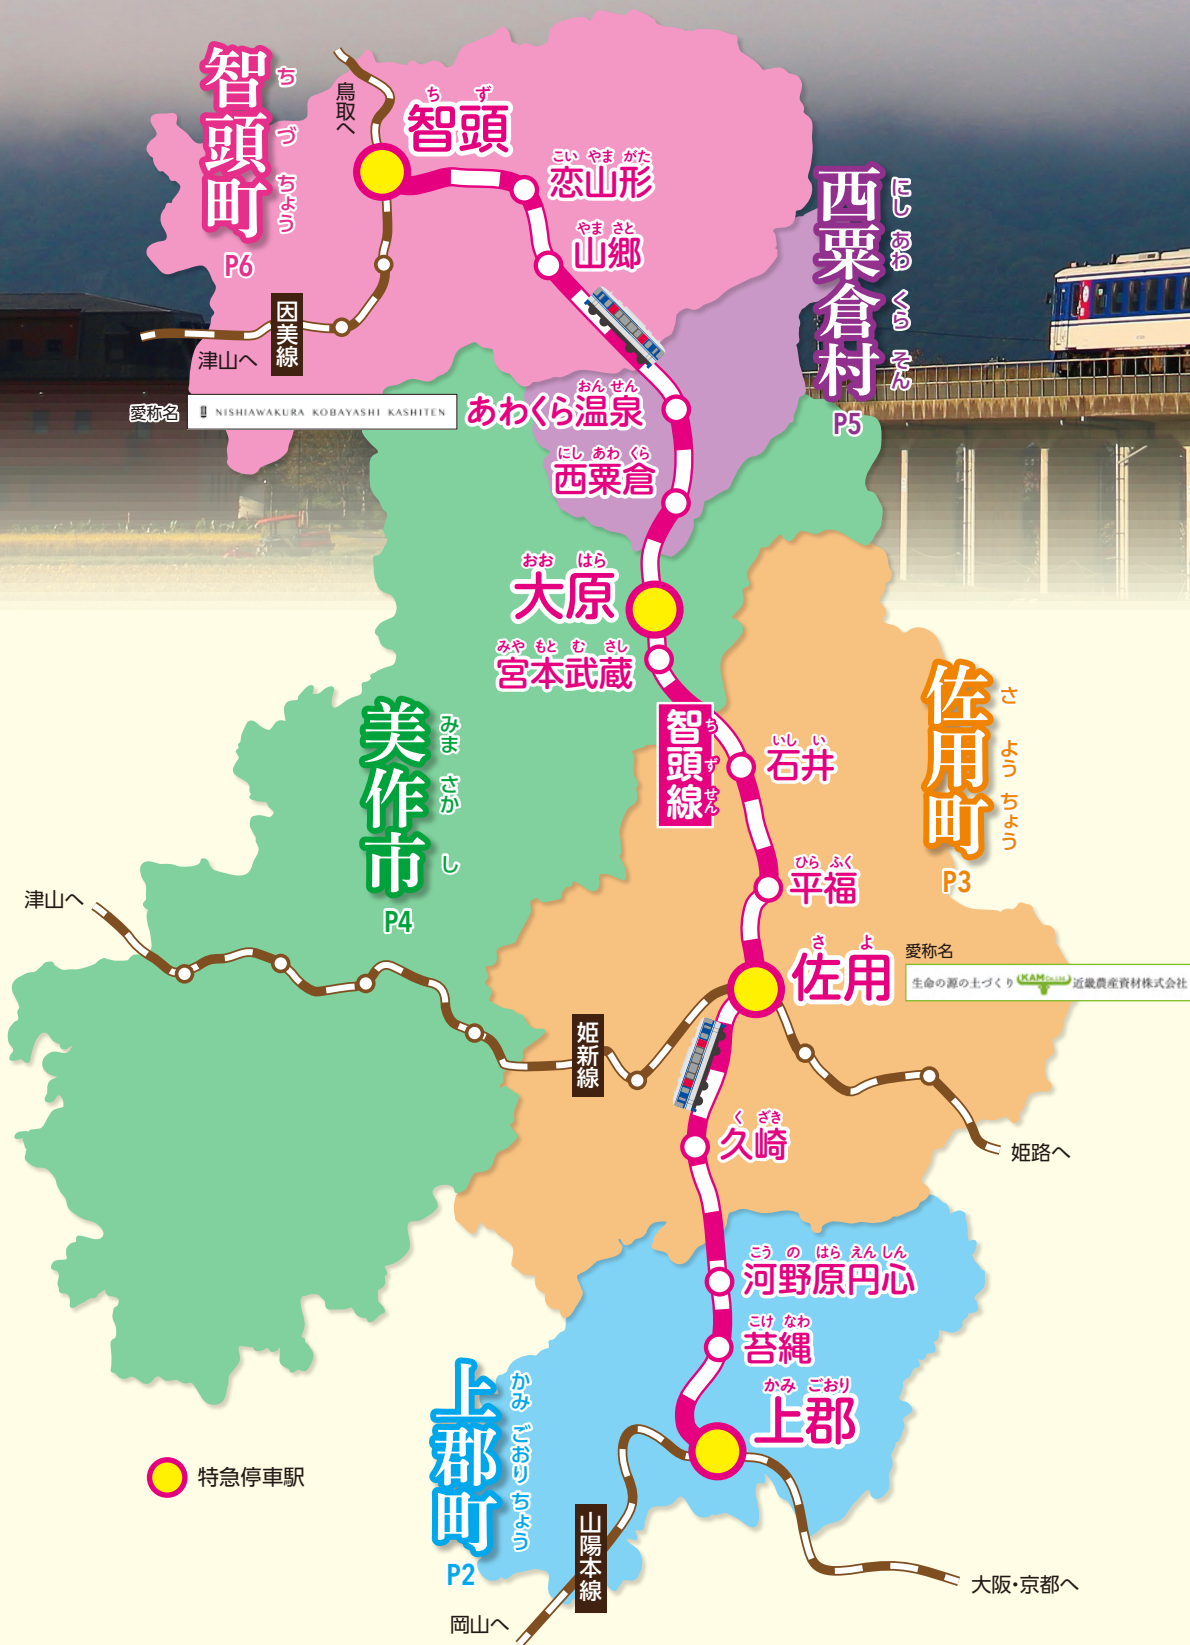 智頭町
ち づ ちょう
P6
鳥取へ
ち ず
智頭
こい やま がた
恋山形
やま さと
山郷
西粟倉村
にし あわ くら そん
P5
因美線
津山へ
愛称名
NISHIAWAKURA KOBAYASHI KASHITEN
おん せん
あわくら温泉
にし あわ くら
西粟倉
おお はら
大原
みや もと む さし
宮本武蔵
智頭線
ち ず せん
いし い
石井
佐用町
さ よう ちょう
P3
美作市
みま さか し
P4
ひら ふく
平福
津山へ
さ よ
佐用
愛称名
生命の源の土づくり KAM Co.,Ltd. 近畿農産資材株式会社
姫新線
く ざき
久崎
姫路へ
こう の はら えん しん
河野原円心
こけ なわ
苔縄
かみ ごおり
上郡
上郡町
かみ ごおり ちょう
P2
特急停車駅
山陽本線
大阪・京都へ
岡山へ